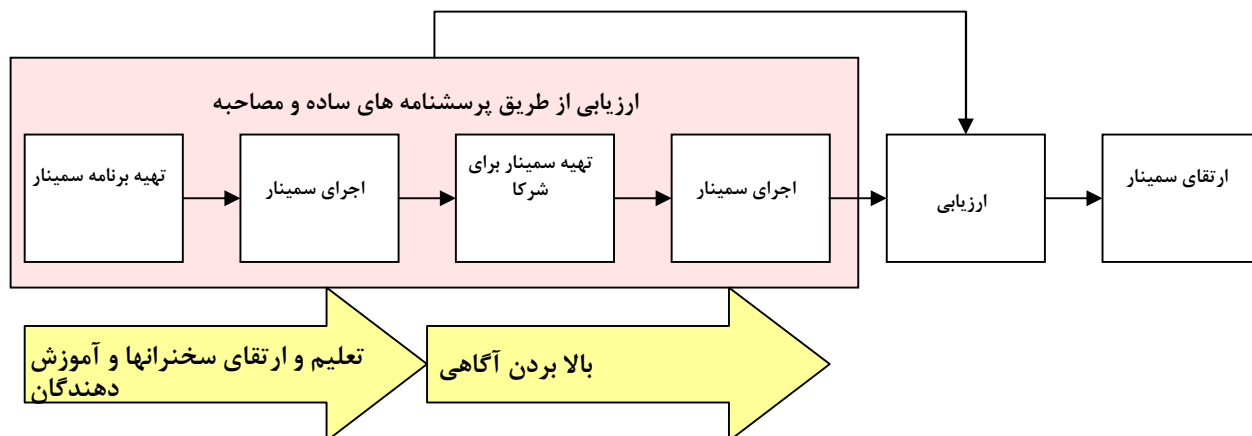 ارزیابی از طریق پرسشنامه های ساده و مصاحبه
تهیه برنامه سمینار
اجرای سمینار
تهیه سمینار برای
شرکا
اجرای سمینار
ارزیابی
ارتقای سمینار
تعلیم و ارتقای سخنرانها و آموزش
دهندگان
بالا بردن آگاهی